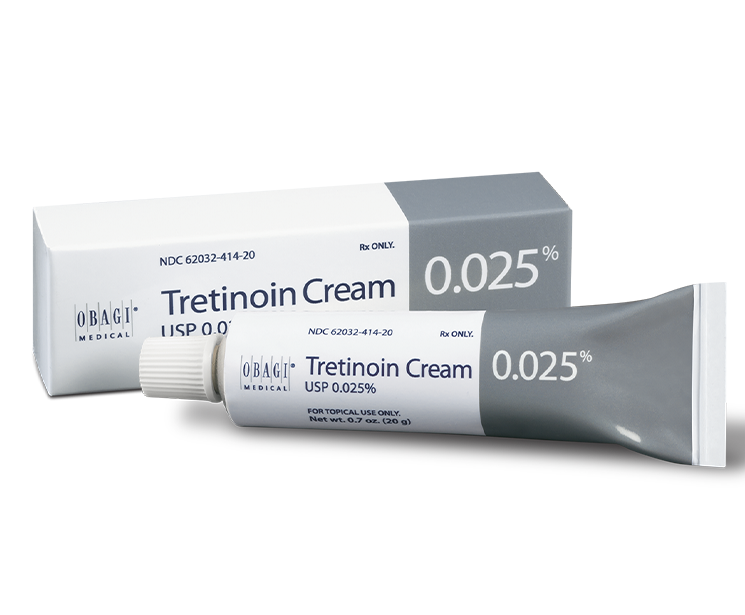 NDC 62032-414-20
Rx ONLY.
0.025%
OBAGI®
MEDICAL
Tretinoin Cream
USP 0.0
NDC 62032-414-20
Rx ONLY.
OBAGI®
MEDICAL
Tretinoin Cream
USP 0.025%
0.025%
FOR TOPICAL USE ONLY.
Net wt. 0.7 oz. (20 g)